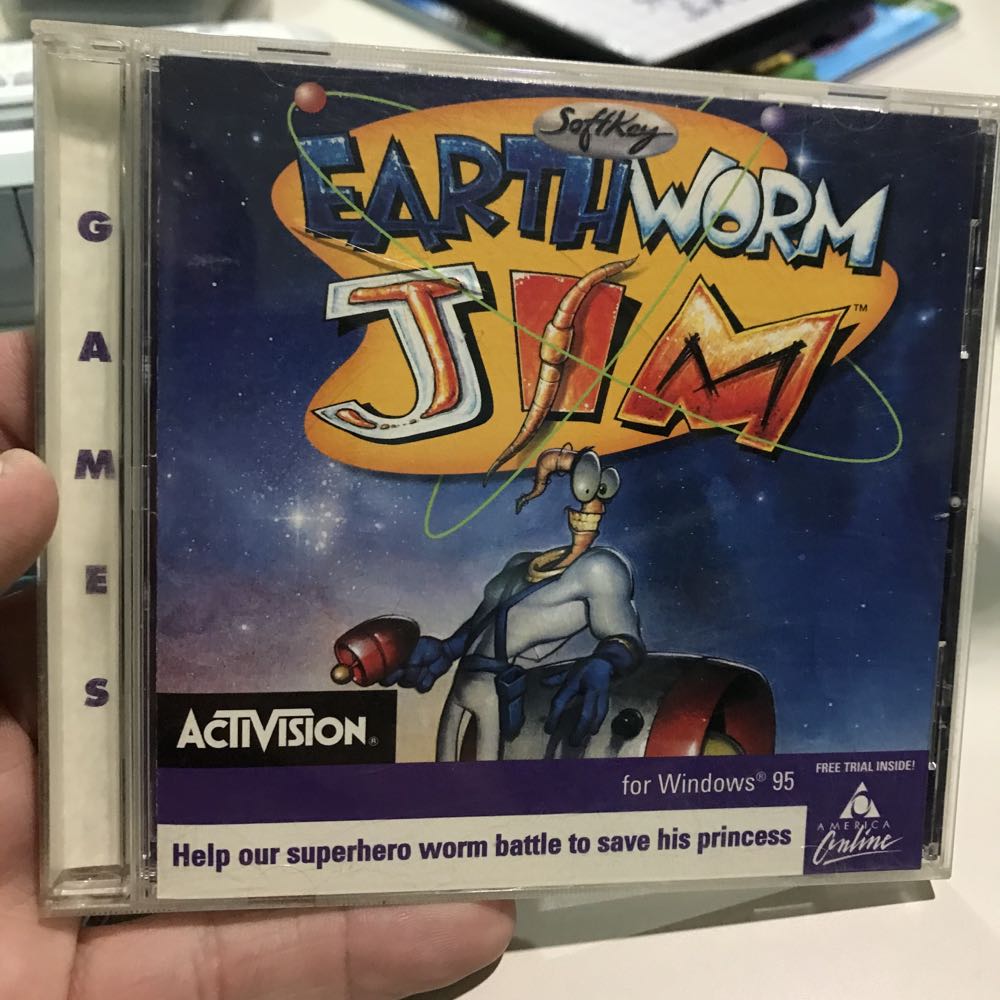 GAMES
SoftKey
EARTHWORM
JIM™
ACTIVISION®
for Windows® 95
FREE TRIAL INSIDE!
AMERICA
Online
Help our superhero worm battle to save his princess